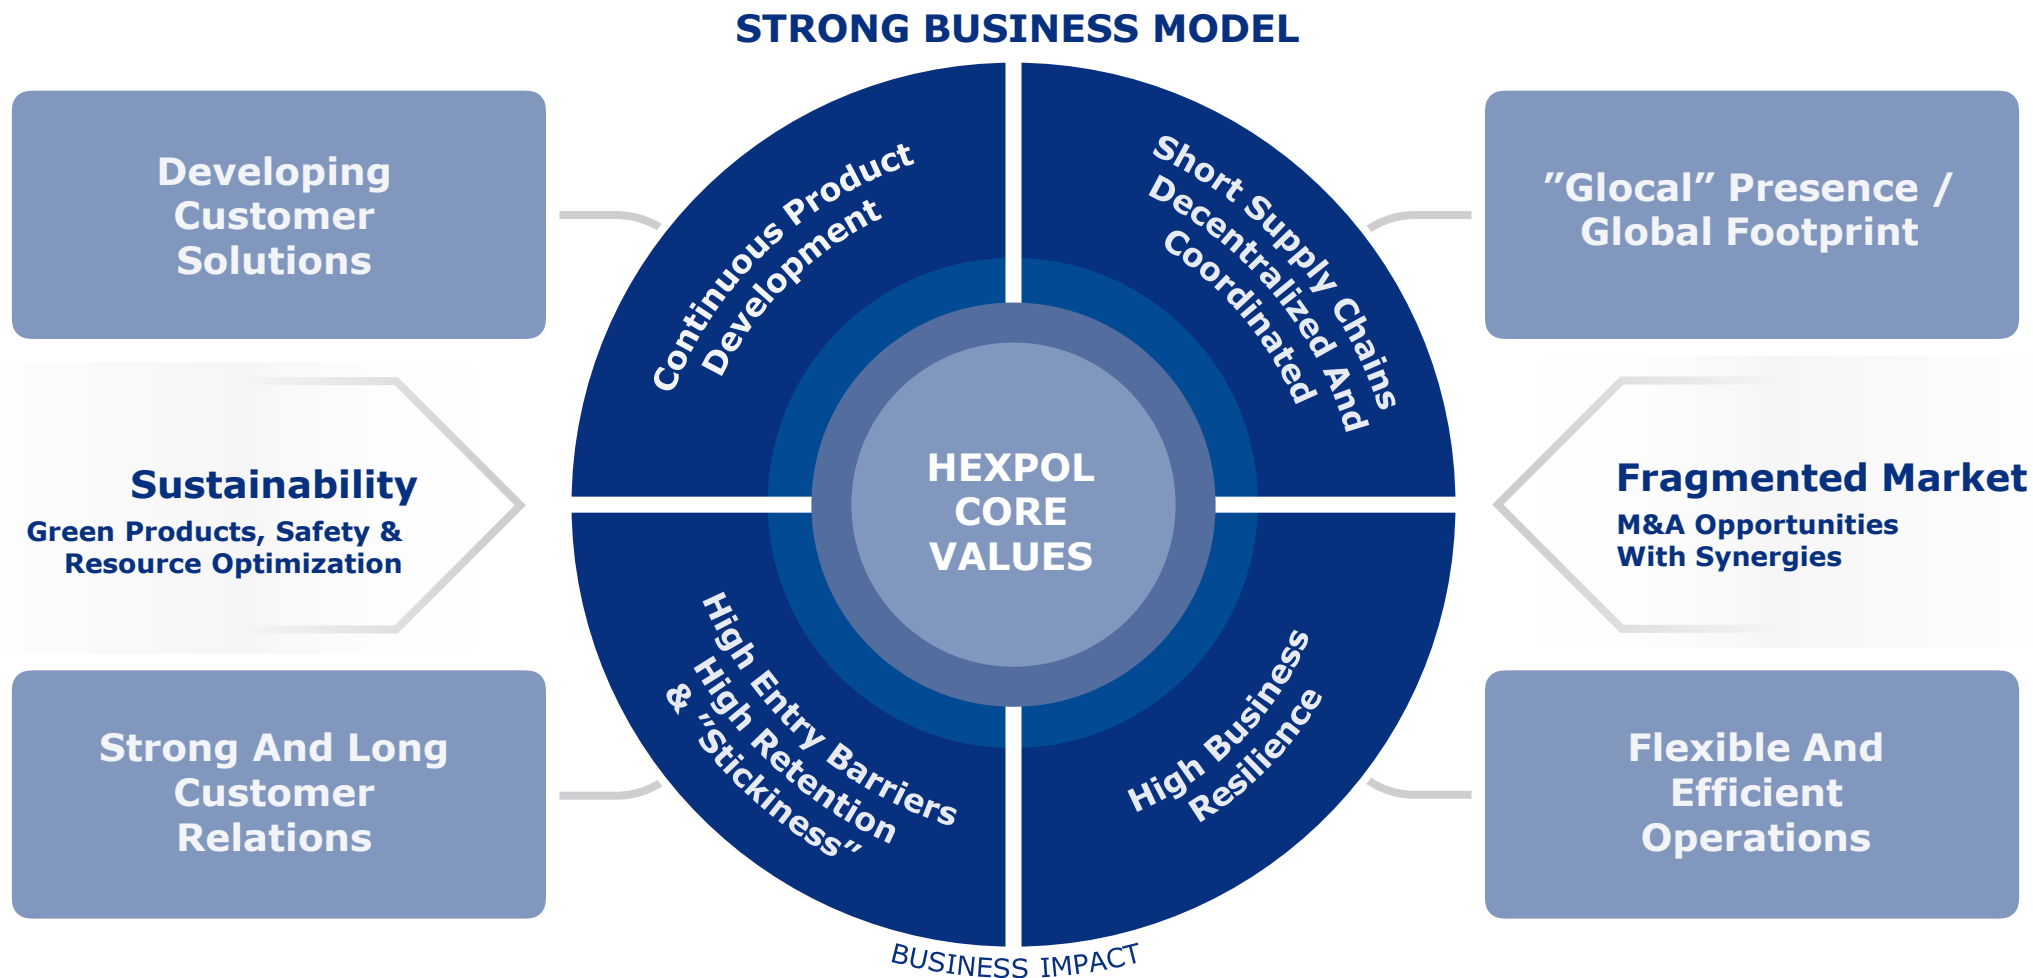 STRONG BUSINESS MODEL
Developing
Customer
Solutions
Continuous Product
Development
Short Supply Chains
Decentralized And
Coordinated
”Glocal” Presence /
Global Footprint
Sustainability
Green Products, Safety &
Resource Optimization
HEXPOL
CORE
VALUES
Fragmented Market
M&A Opportunities
With Synergies
Strong And Long
Customer
Relations
High Entry Barriers
High Retention
& ”Stickiness”
High Business
Resilience
Flexible And
Efficient
Operations
BUSINESS IMPACT